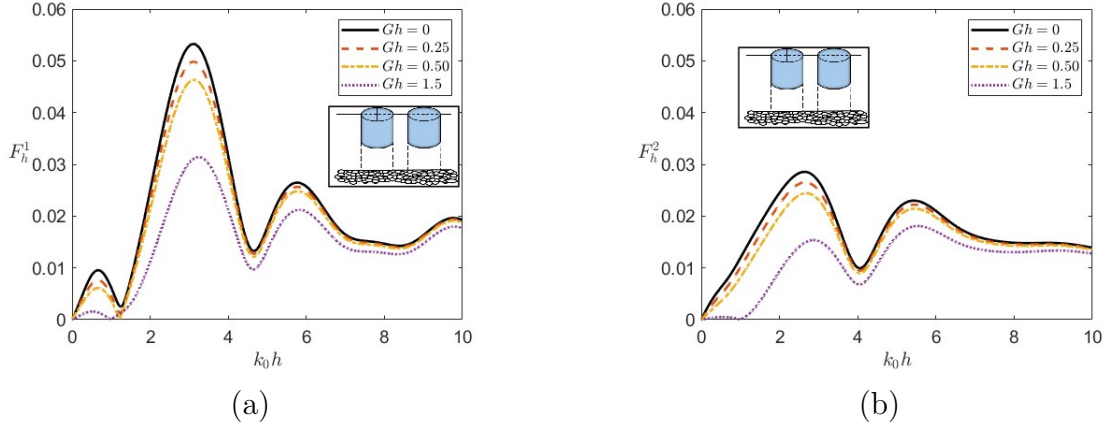 0.06
0.05
0.04
0.03
0.02
0.01
0
F_h^1
0 2 4 6 8 10
k_0h
Gh = 0
Gh = 0.25
Gh = 0.50
Gh = 1.5
(a)
0.06
0.05
0.04
0.03
0.02
0.01
0
F_h^2
0 2 4 6 8 10
k_0h
Gh = 0
Gh = 0.25
Gh = 0.50
Gh = 1.5
(b)